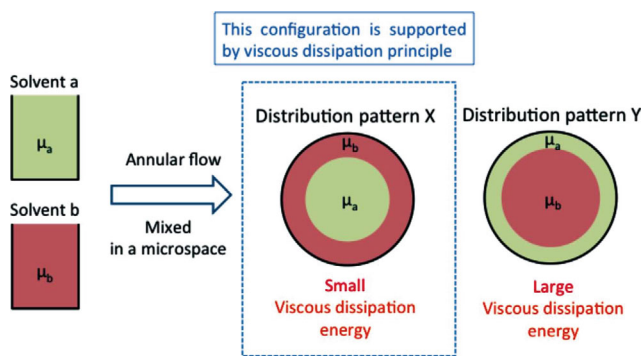 This configuration is supported
by viscous dissipation principle
Solvent a
μa
Solvent b
μb
Annular flow
Mixed
in a microspace
Distribution pattern X
μb
μa
Small
Viscous dissipation
energy
Distribution pattern Y
μa
μb
Large
Viscous dissipation
energy